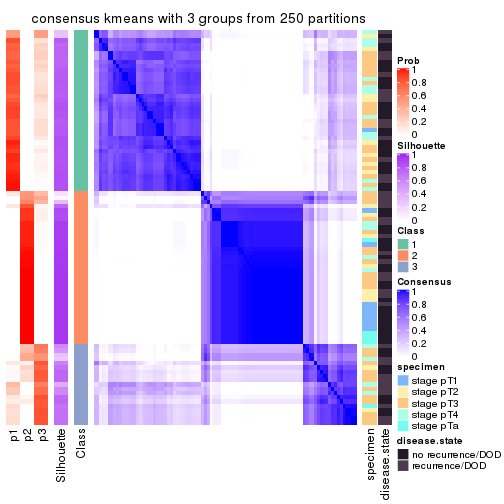 consensus kmeans with 3 groups from 250 partitions
Prob
1
0.8
0.6
0.4
0.2
0
Silhouette
1
0.8
0.6
0.4
0.2
0
Class
1
2
3
Consensus
1
0.8
0.6
0.4
0.2
0
specimen
stage pT1
stage pT2
stage pT3
stage pT4
stage pTa
disease.state
no recurrence/DOD
recurrence/DOD
p1
p2
p3
Silhouette
Class
specimen
disease.state